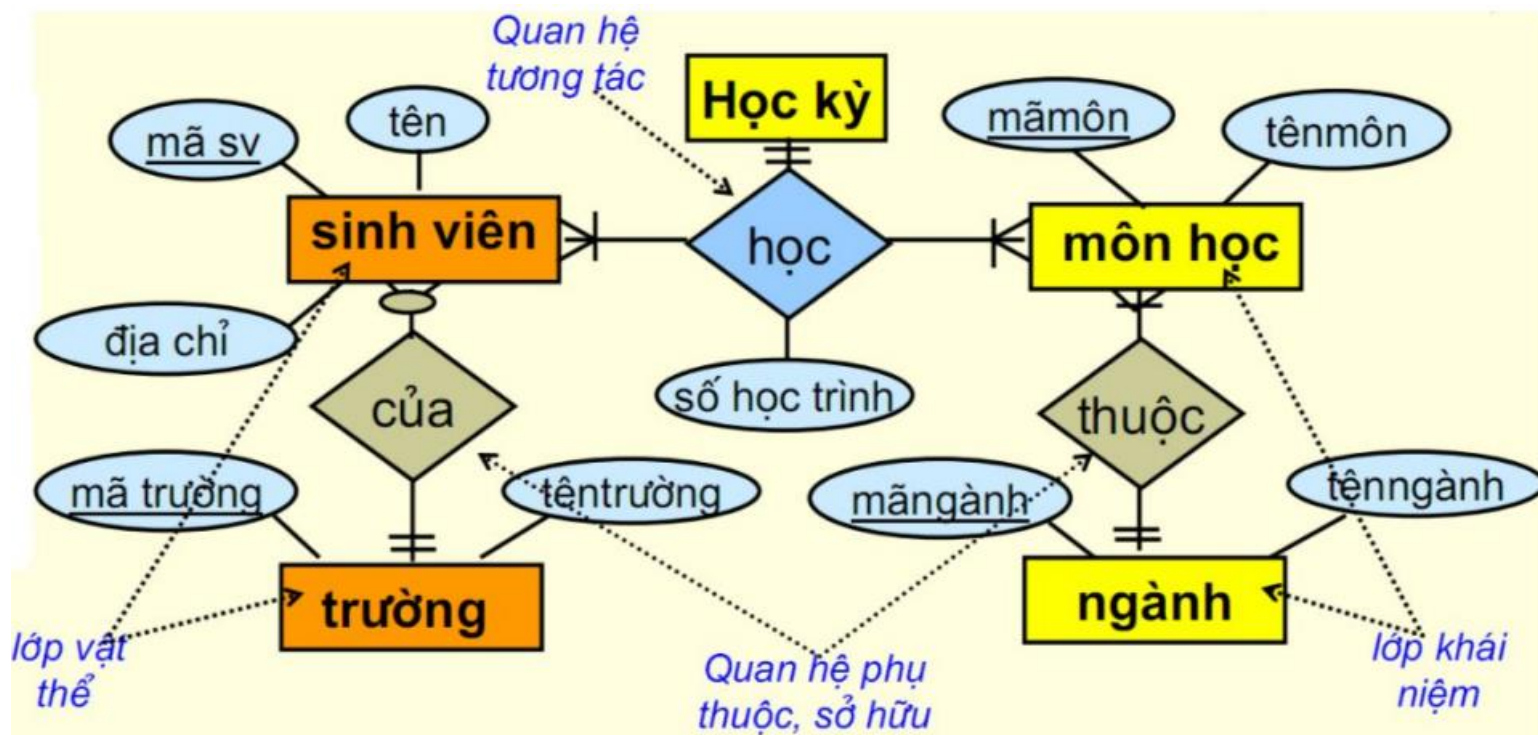 Quan hệ
tương tác
Học kỳ
mã sv
tên
mãmôn
tênmôn
sinh viên
học
môn học
địa chỉ
số học trình
của
thuộc
mã trường
têntrường
mãngành
tênngành
trường
ngành
lớp vật
thể
Quan hệ phụ
thuộc, sở hữu
lớp khái
niệm